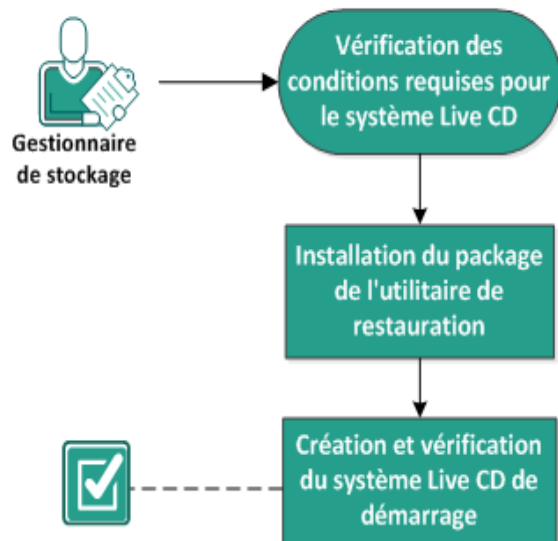 Vérification des
conditions requises pour
le système Live CD
Gestionnaire
de stockage
Installation du package
de l'utilitaire de
restauration
Création et vérification
du système Live CD de
démarrage